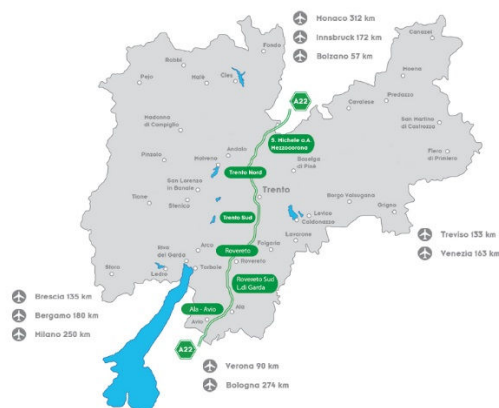 Monaco 312 km
Innsbruck 172 km
Bolzano 57 km
Canazei
Fondo
Rabbi
Moena
Pejo
Malè
Cles
A22
Predazzo
Cavalese
Madonna
di Campiglio
S. Michele a.A
Mezzocorona
San Martino
di Castrozza
Pinzolo
Andalo
Molveno
Baselga
di Pinè
Fiera
di Primiero
Trento Nord
San Lorenzo
in Banale
Trento
Tione
Stenico
Borgo Valsugana
Grigno
Trento Sud
Levico
Caldonazzo
Lavarone
Treviso 133 km
Venezia 163 km
Riva
del Garda
Arco
Rovereto
Folgaria
Rovereto
Storo
Ledro
Torbole
Rovereto Sud
L.di Garda
Brescia 135 km
Bergamo 180 km
Milano 250 km
Ala - Avio
Ala
Avio
A22
Verona 90 km
Bologna 274 km